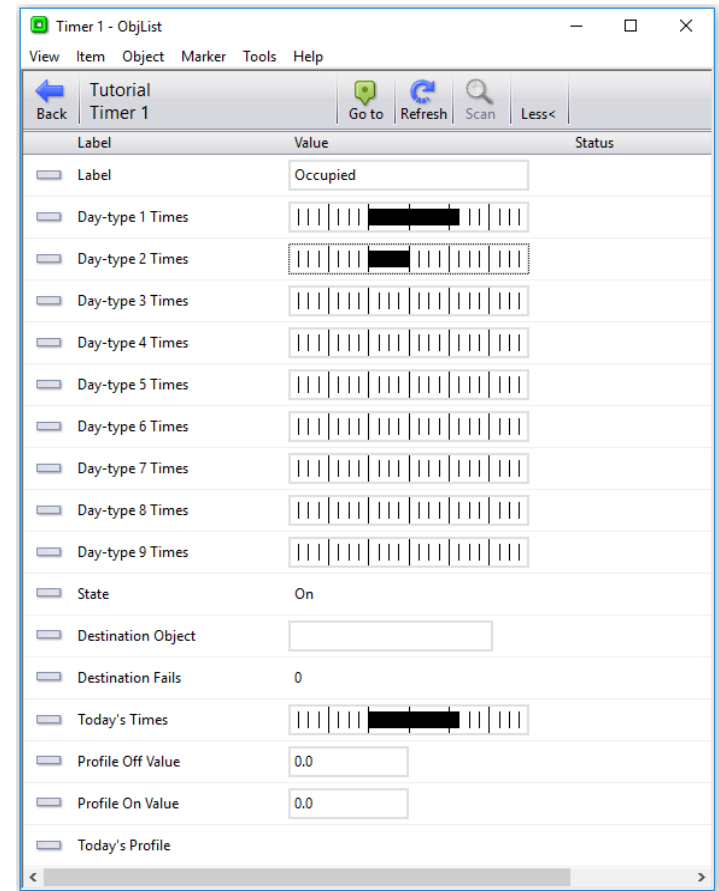 Timer 1 - ObjList
View Item Object Marker Tools Help
Back Tutorial Timer 1 Go to Refresh Scan Less<
Label Value Status
Label Occupied
Day-type 1 Times
Day-type 2 Times
Day-type 3 Times
Day-type 4 Times
Day-type 5 Times
Day-type 6 Times
Day-type 7 Times
Day-type 8 Times
Day-type 9 Times
State On
Destination Object
Destination Fails 0
Today's Times
Profile Off Value 0.0
Profile On Value 0.0
Today's Profile